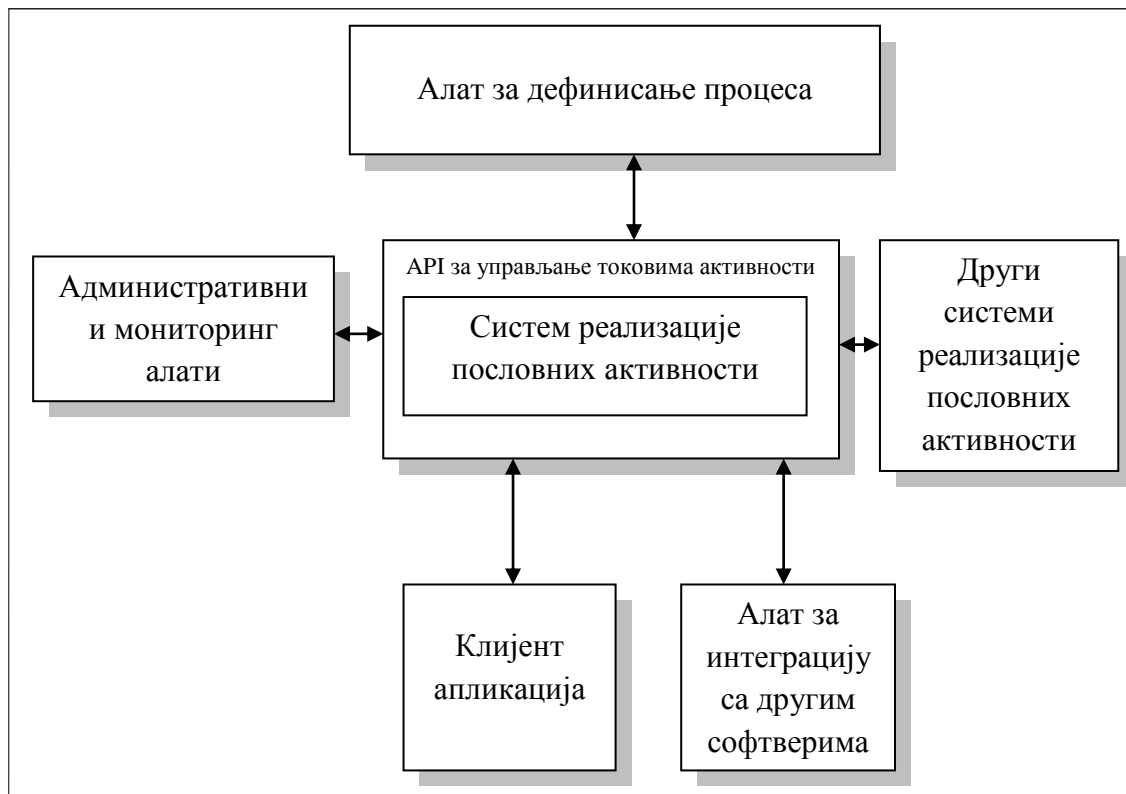 Алат за дефинисање процеса
API за управљање токовима активности
Систем реализације
пословних активности
Административни
и мониторинг
алати
Други
системи
реализације
пословних
активности
Клијент
апликација
Алат за
интеграцију
са другим
софтверима